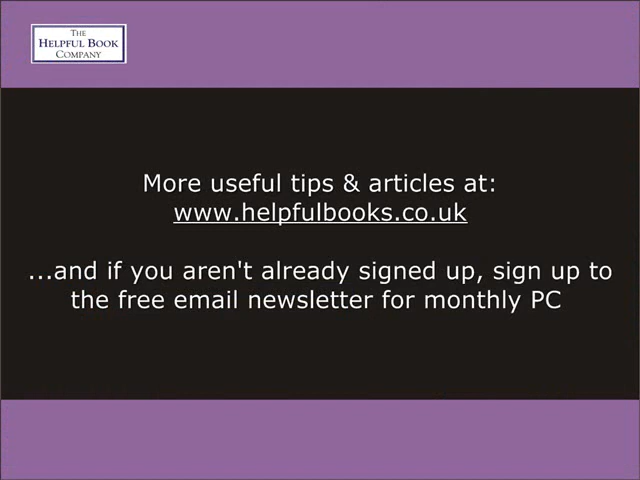 THE
HELPFUL BOOK
COMPANY
More useful tips & articles at:
www.helpfulbooks.co.uk
...and if you aren't already signed up, sign up to
the free email newsletter for monthly PC